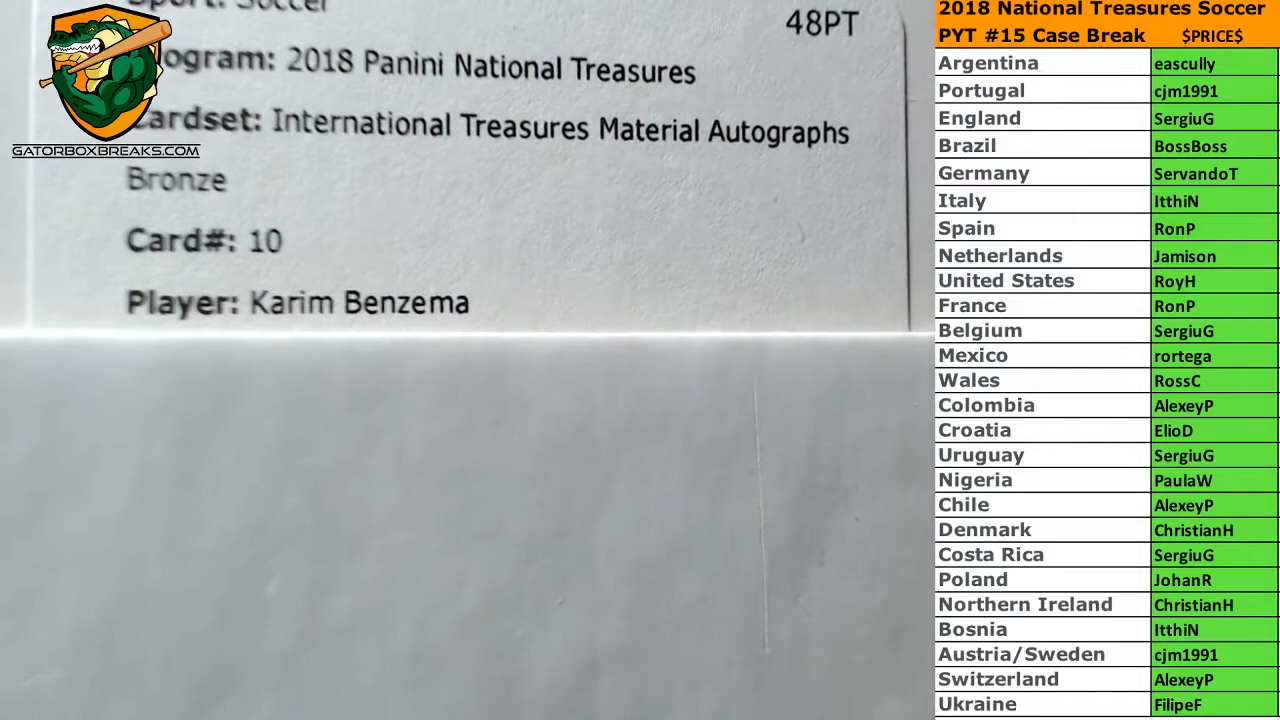 Sport: Soccer
48PT
ogram: 2018 Panini National Treasures
ardset: International Treasures Material Autographs
Bronze
Card#: 10
Player: Karim Benzema
GATORBOXBREAKS.COM
2018 National Treasures Soccer
PYT #15 Case Break $PRICE$
Argentina eascully
Portugal cjm1991
England SergiuG
Brazil BossBoss
Germany ServandoT
Italy ItthiN
Spain RonP
Netherlands Jamison
United States RoyH
France RonP
Belgium SergiuG
Mexico rortega
Wales RossC
Colombia AlexeyP
Croatia ElioD
Uruguay SergiuG
Nigeria PaulaW
Chile AlexeyP
Denmark ChristianH
Costa Rica SergiuG
Poland JohanR
Northern Ireland ChristianH
Bosnia ItthiN
Austria/Sweden cjm1991
Switzerland AlexeyP
Ukraine FilipeF